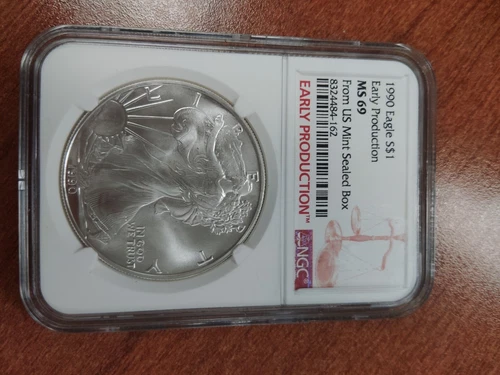 1990 Eagle S$1
Early Production
MS 69
From US Mint Sealed Box
8324484-162
EARLY PRODUCTION
NGC
LIBERTY
1990
IN GOD
WE TRUST